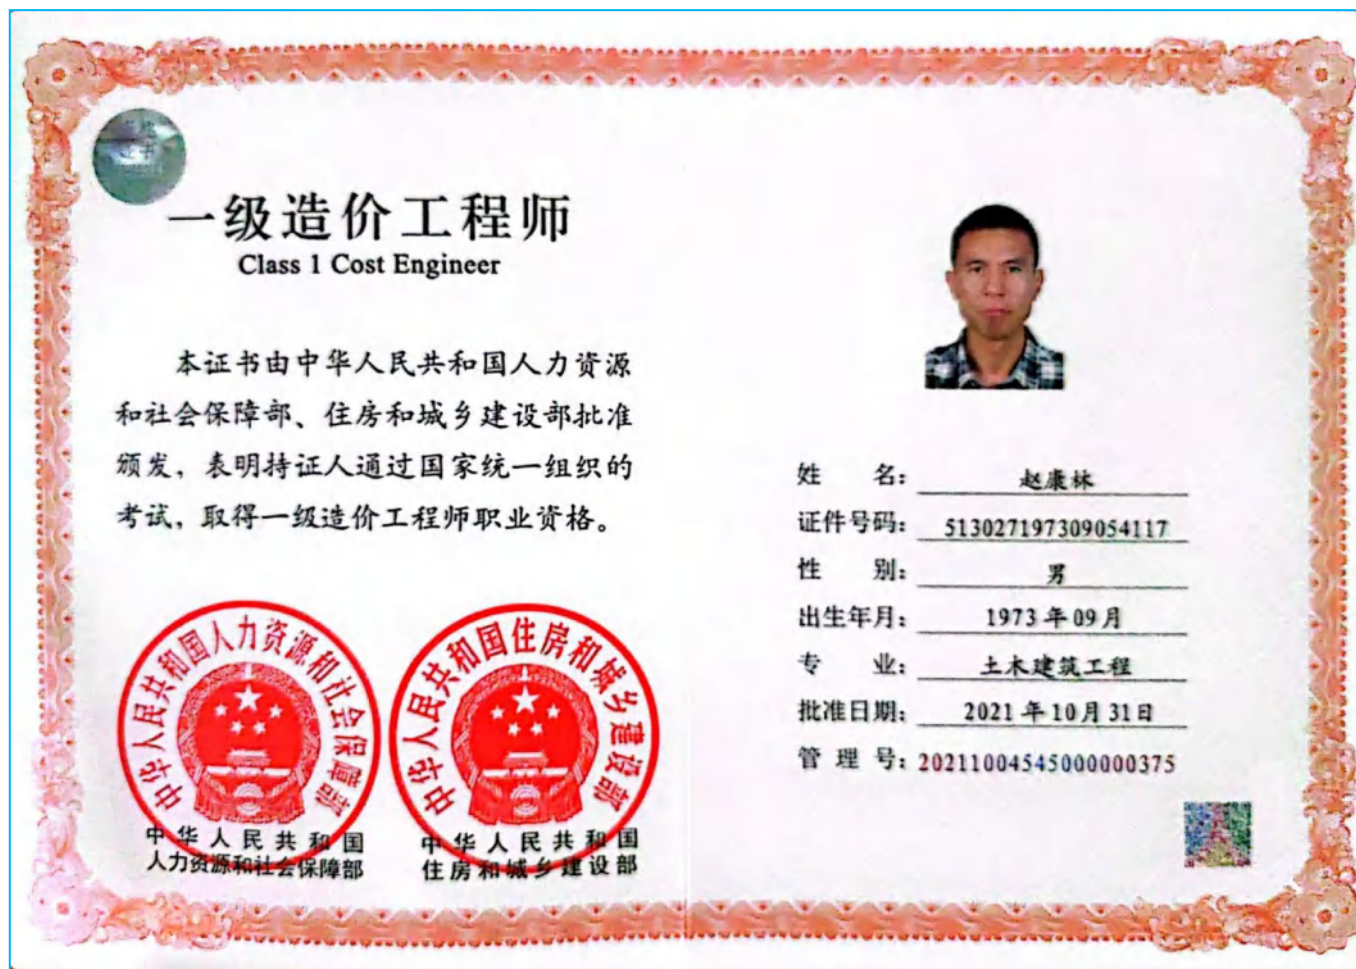 一级造价工程师
Class 1 Cost Engineer
本证书由中华人民共和国人力资源
和社会保障部、住房和城乡建设部批准
颁发，表明持证人通过国家统一组织的
考试，取得一级造价工程师职业资格。
中华人民共和国人力资源和社会保障部
中华人民共和国住房和城乡建设部
中华人民共和国
人力资源和社会保障部
中华人民共和国
住房和城乡建设部
姓名：赵康林
证件号码：513027197309054117
性别：男
出生年月：1973年09月
专业：土木建筑工程
批准日期：2021年10月31日
管理号：20211004545000000375